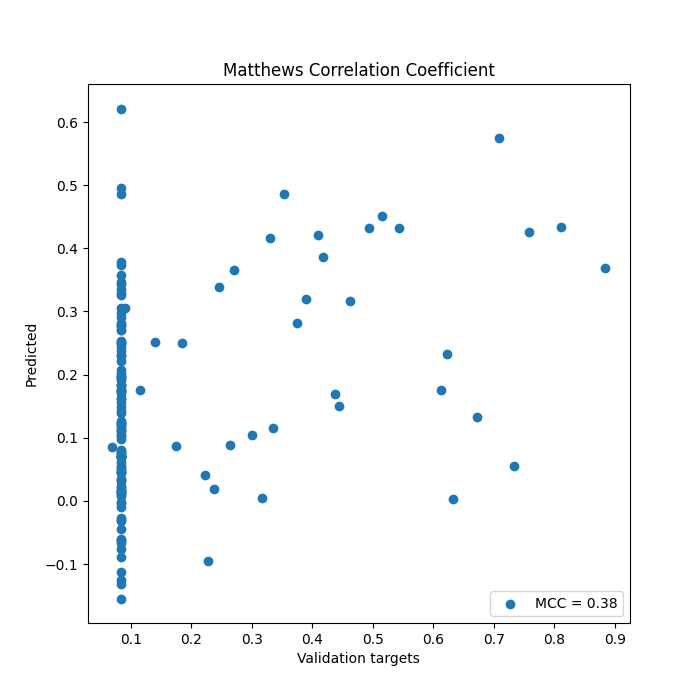 Matthews Correlation Coefficient
0.6
0.5
0.4
0.3
0.2
0.1
0.0
−0.1
Predicted
MCC = 0.38
0.1 0.2 0.3 0.4 0.5 0.6 0.7 0.8 0.9
Validation targets